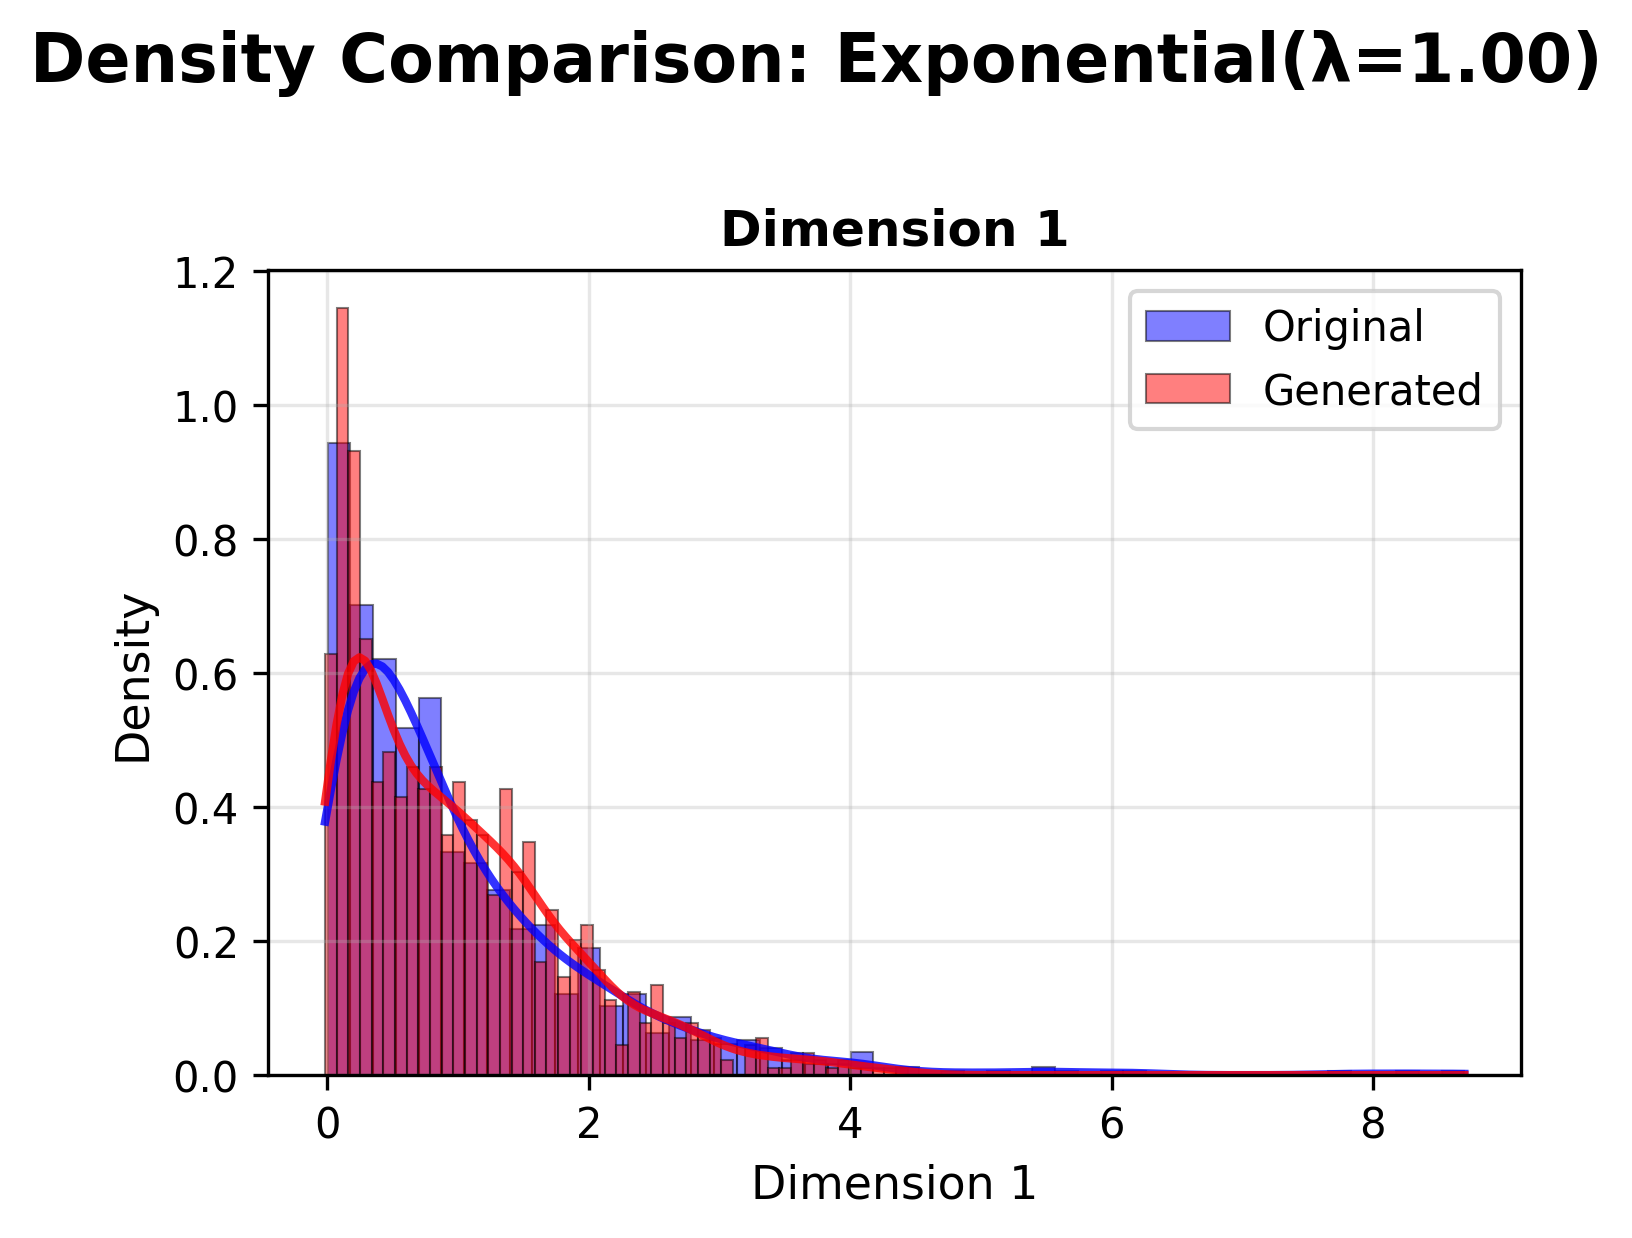 Density Comparison: Exponential(λ=1.00)
Dimension 1
1.2
1.0
0.8
0.6
0.4
0.2
0.0
Density
Original
Generated
0 2 4 6 8
Dimension 1